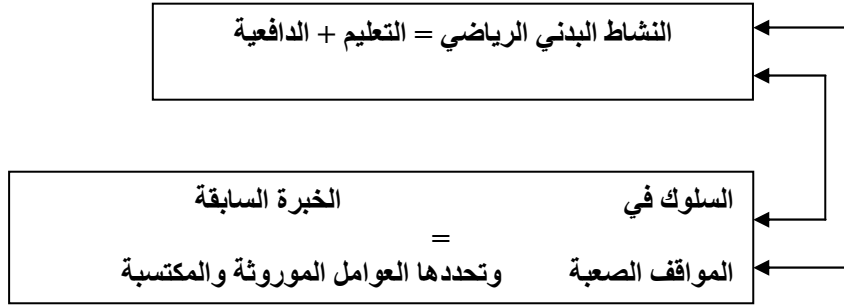 النشاط البدني الرياضي = التعليم + الدافعية
السلوك في الخبرة السابقة
=
المواقف الصعبة وتحددها العوامل الموروثة والمكتسبة